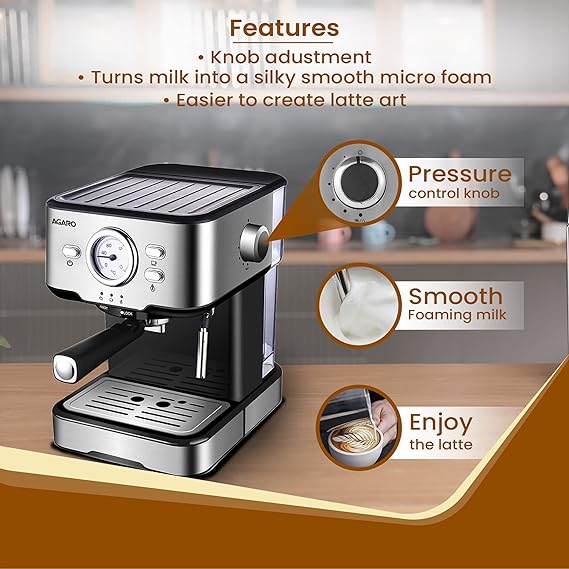 Features
• Knob adustment
• Turns milk into a silky smooth micro foam
• Easier to create latte art
Pressure
control knob
AGARO
Smooth
Foaming milk
Enjoy
the latte